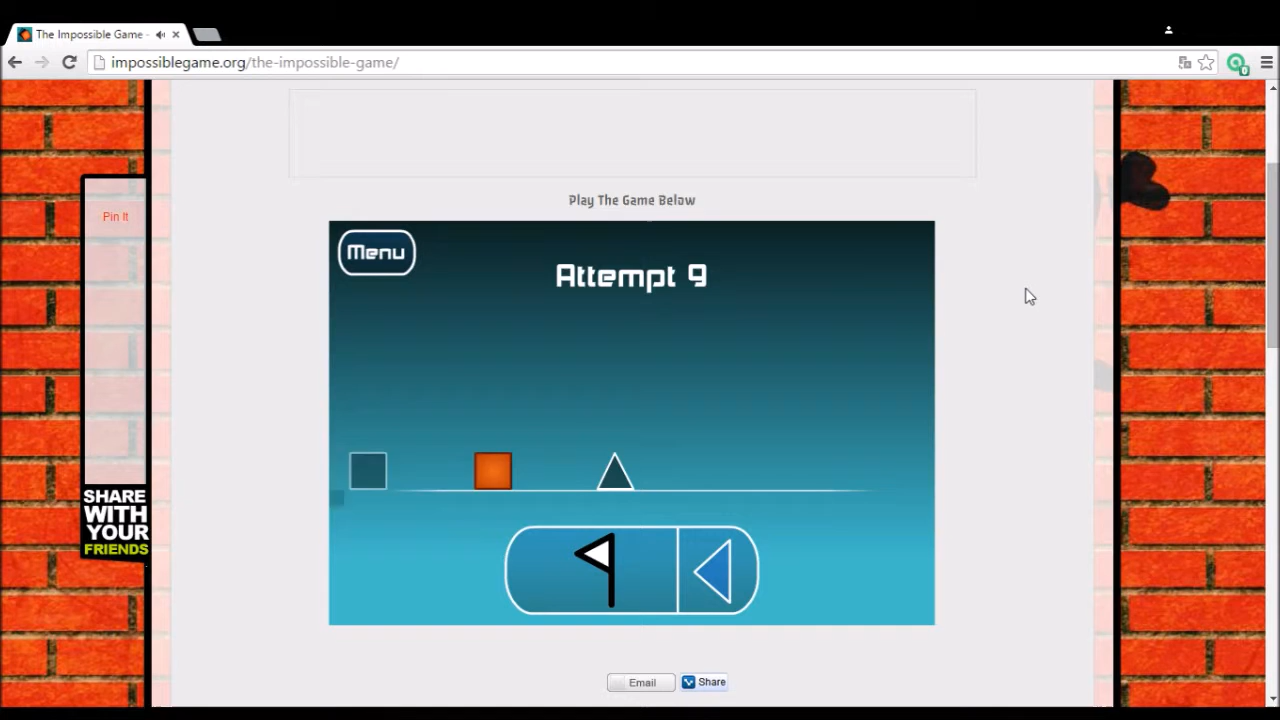 The Impossible Game -
impossiblegame.org/the-impossible-game/
Play The Game Below
Pin It
Menu
Attempt 9
SHARE
WITH
YOUR
FRIENDS
Email
Share
0